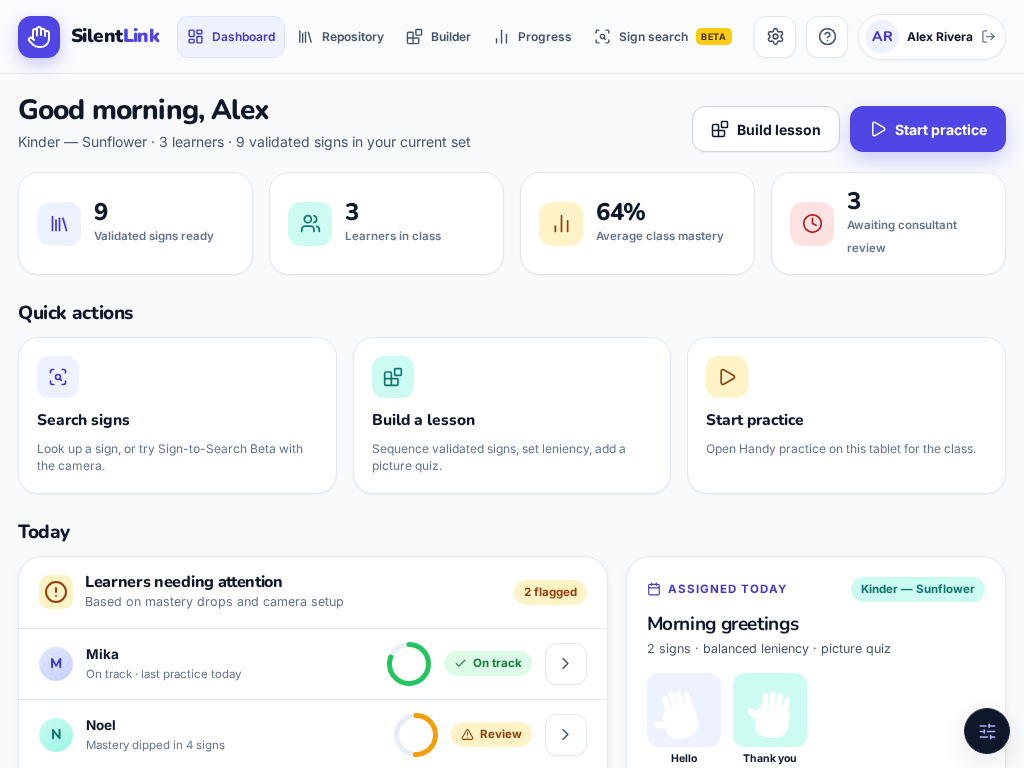 SilentLink
Dashboard
Repository
Builder
Progress
Sign search BETA
AR Alex Rivera
Good morning, Alex
Kinder — Sunflower · 3 learners · 9 validated signs in your current set
Build lesson
Start practice
9
Validated signs ready
3
Learners in class
64%
Average class mastery
3
Awaiting consultant
review
Quick actions
Search signs
Look up a sign, or try Sign-to-Search Beta with
the camera.
Build a lesson
Sequence validated signs, set leniency, add a
picture quiz.
Start practice
Open Handy practice on this tablet for the class.
Today
Learners needing attention
Based on mastery drops and camera setup
2 flagged
M
Mika
On track · last practice today
On track
N
Noel
Mastery dipped in 4 signs
Review
ASSIGNED TODAY
Kinder — Sunflower
Morning greetings
2 signs · balanced leniency · picture quiz
Hello
Thank you